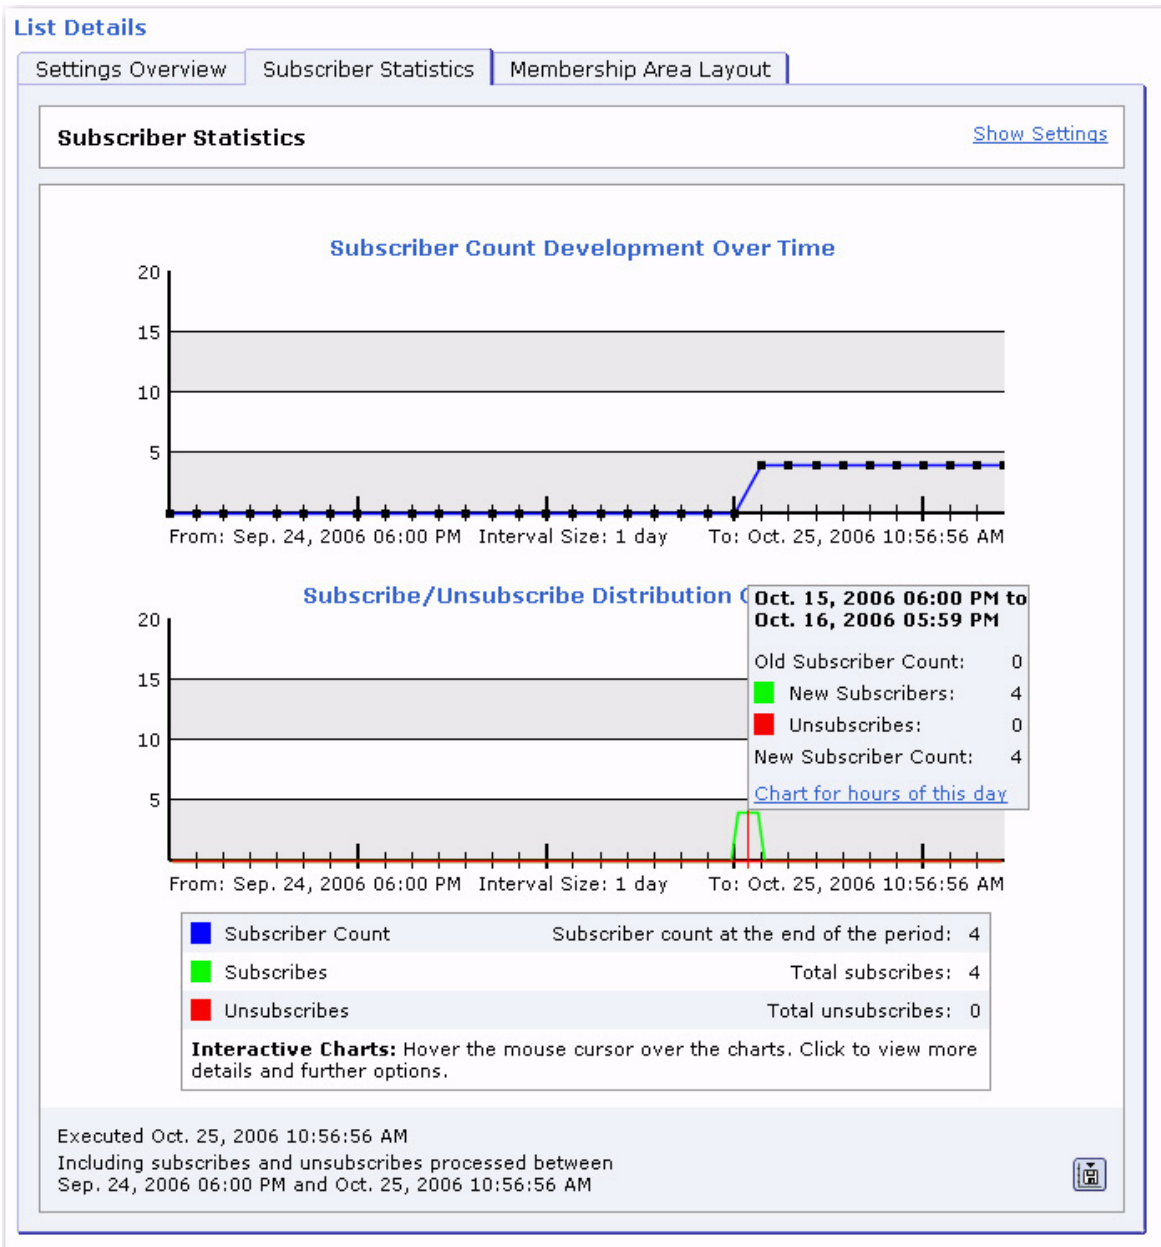 List Details
Settings Overview
Subscriber Statistics
Membership Area Layout
Subscriber Statistics
Show Settings
Subscriber Count Development Over Time
20
15
10
5
From: Sep. 24, 2006 06:00 PM Interval Size: 1 day To: Oct. 25, 2006 10:56:56 AM
Subscribe/Unsubscribe Distribution
20
15
10
5
Oct. 15, 2006 06:00 PM to
Oct. 16, 2006 05:59 PM
Old Subscriber Count: 0
New Subscribers: 4
Unsubscribes: 0
New Subscriber Count: 4
Chart for hours of this day
From: Sep. 24, 2006 06:00 PM Interval Size: 1 day To: Oct. 25, 2006 10:56:56 AM
Subscriber Count Subscriber count at the end of the period: 4
Subscribes Total subscribes: 4
Unsubscribes Total unsubscribes: 0
Interactive Charts: Hover the mouse cursor over the charts. Click to view more
details and further options.
Executed Oct. 25, 2006 10:56:56 AM
Including subscribes and unsubscribes processed between
Sep. 24, 2006 06:00 PM and Oct. 25, 2006 10:56:56 AM